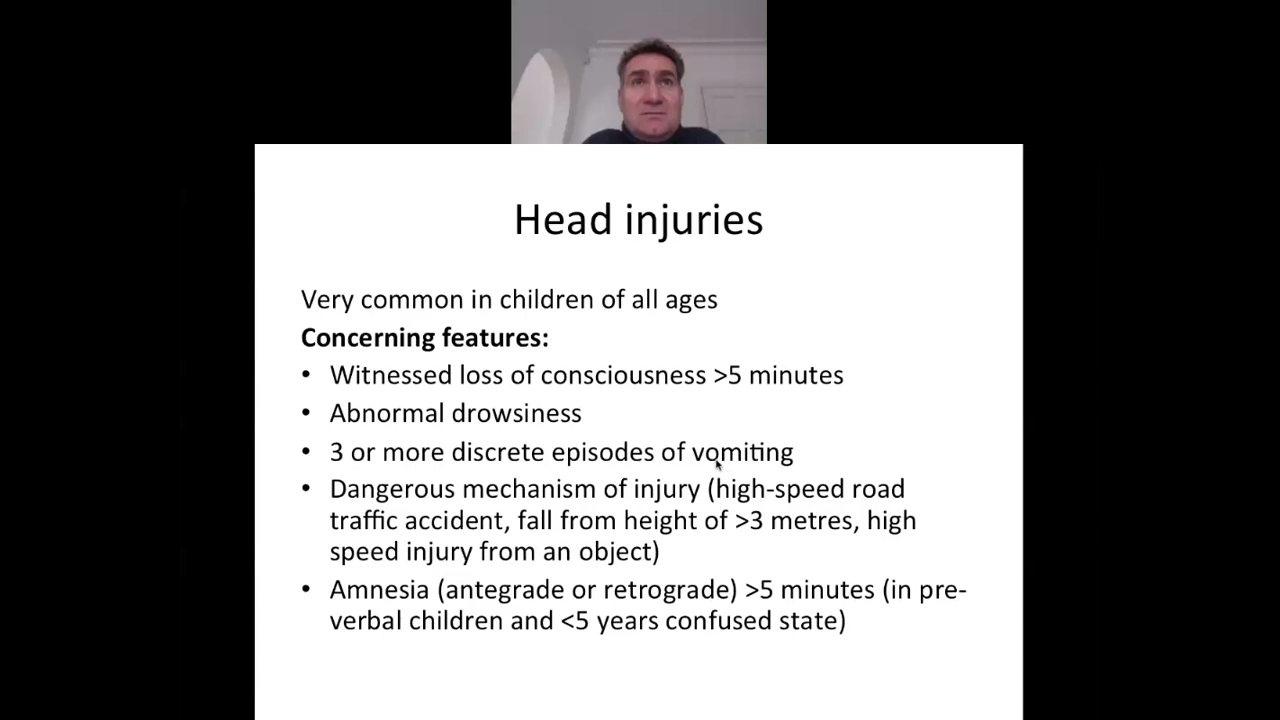 Head injuries
Very common in children of all ages
Concerning features:
• Witnessed loss of consciousness >5 minutes
• Abnormal drowsiness
• 3 or more discrete episodes of vomiting
• Dangerous mechanism of injury (high-speed road
traffic accident, fall from height of >3 metres, high
speed injury from an object)
• Amnesia (antegrade or retrograde) >5 minutes (in pre-
verbal children and <5 years confused state)